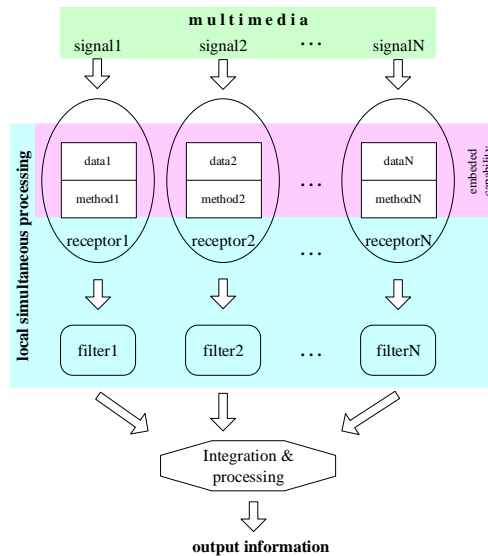 multimedia
signal1 signal2 ... signalN
data1 data2 dataN
method1 method2 ... methodN
embeded
capability
receptor1 receptor2 ... receptorN
local simultaneous processing
filter1 filter2 ... filterN
Integration &
processing
output information